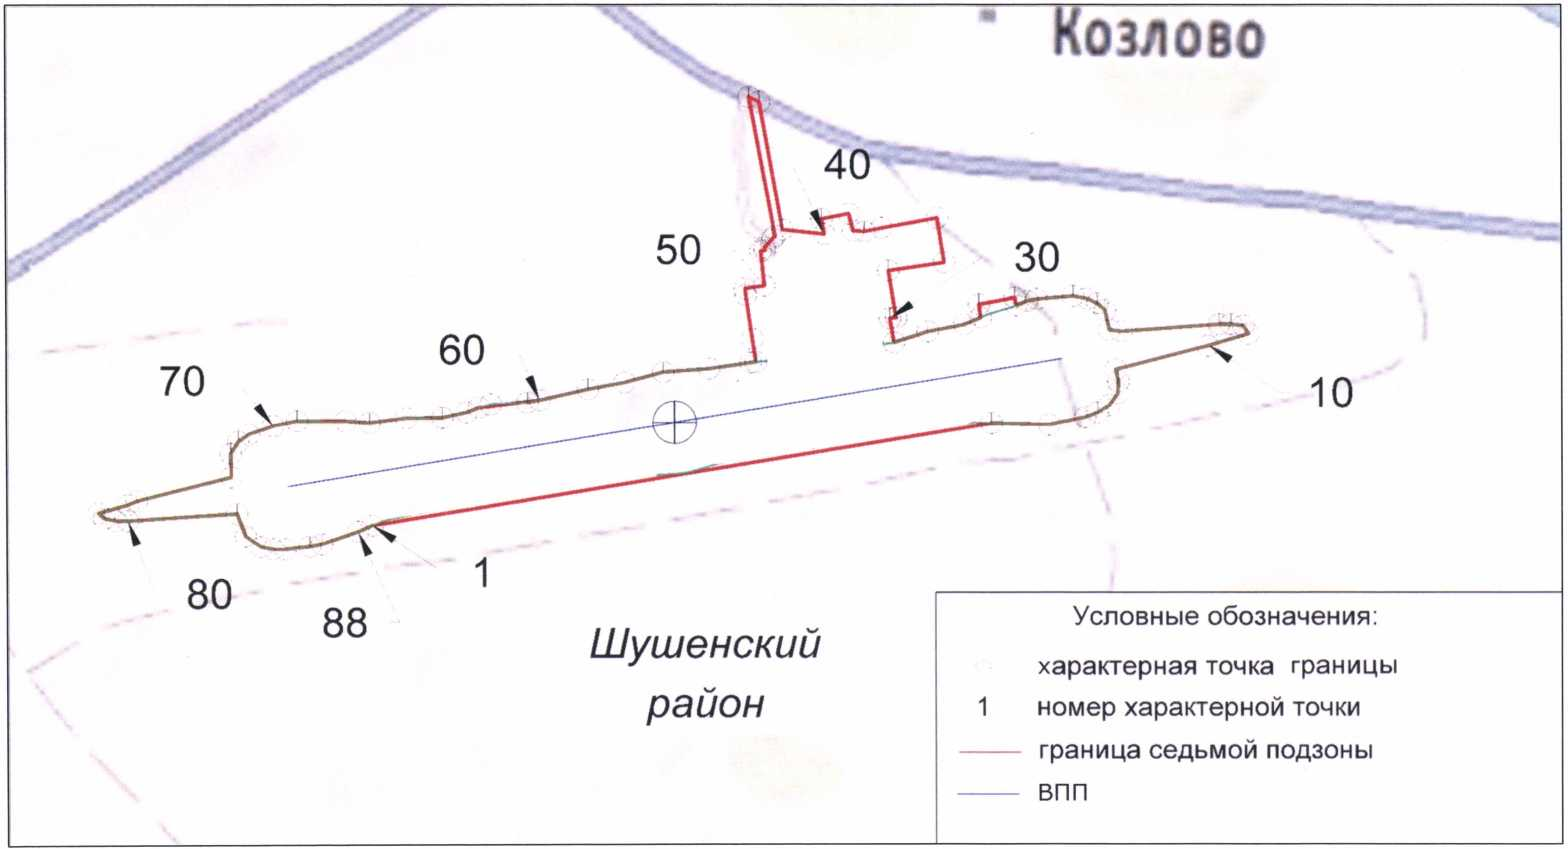 Козлово
40
50
30
60
70
10
80
88
1
Шушенский
район
Условные обозначения:
характерная точка границы
1 номер характерной точки
граница седьмой подзоны
ВПП